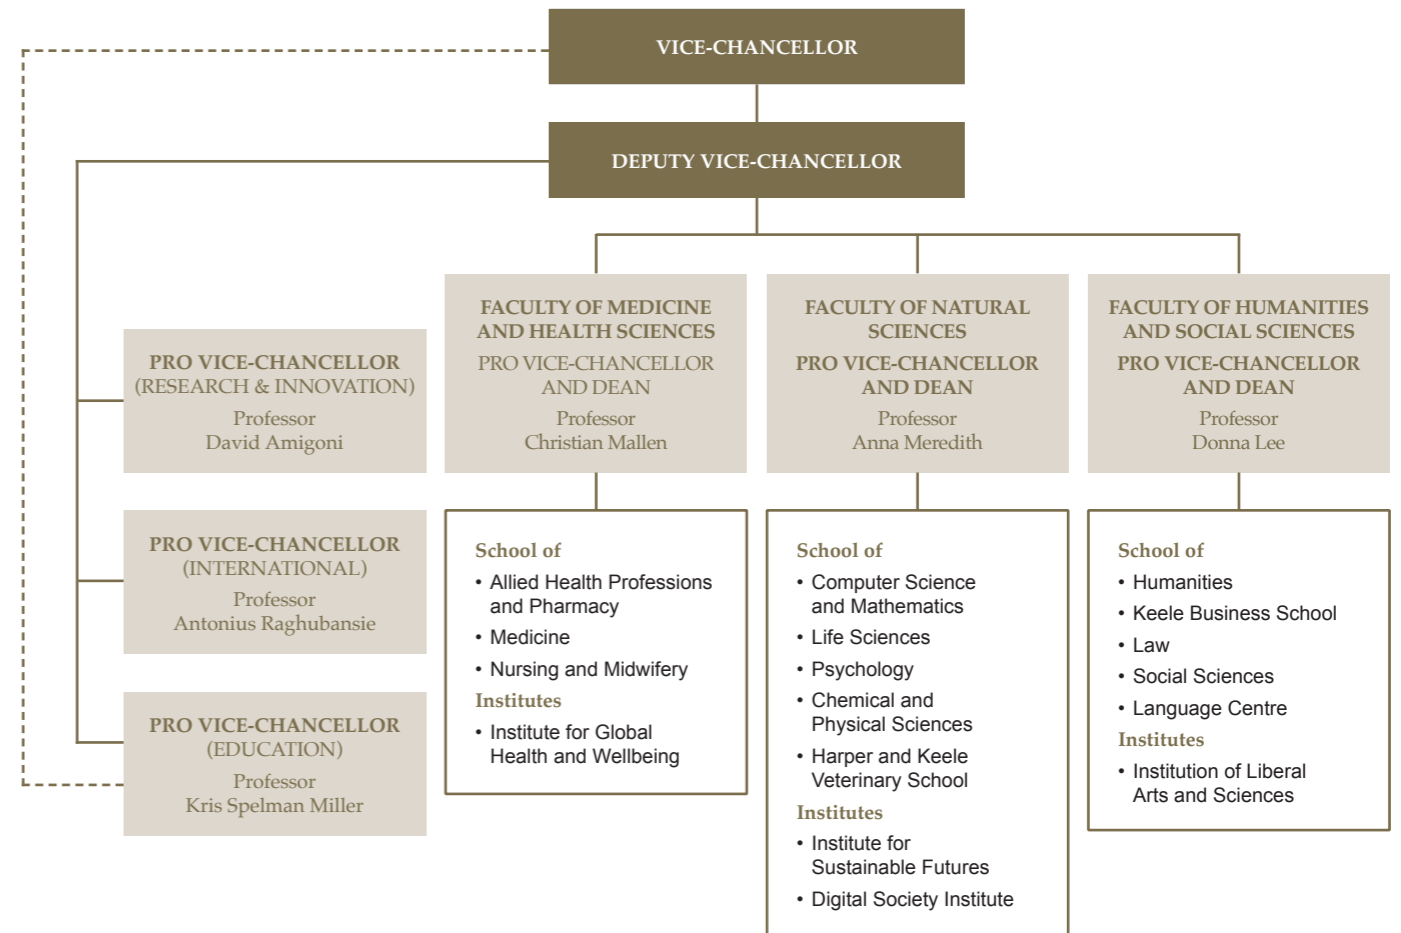 VICE-CHANCELLOR
DEPUTY VICE-CHANCELLOR
PRO VICE-CHANCELLOR
(RESEARCH & INNOVATION)
Professor
David Amigoni
PRO VICE-CHANCELLOR
(INTERNATIONAL)
Professor
Antonius Raghubansie
PRO VICE-CHANCELLOR
(EDUCATION)
Professor
Kris Spelman Miller
FACULTY OF MEDICINE
AND HEALTH SCIENCES
PRO VICE-CHANCELLOR
AND DEAN
Professor
Christian Mallen
School of
• Allied Health Professions
and Pharmacy
• Medicine
• Nursing and Midwifery
Institutes
• Institute for Global
Health and Wellbeing
FACULTY OF NATURAL
SCIENCES
PRO VICE-CHANCELLOR
AND DEAN
Professor
Anna Meredith
School of
• Computer Science
and Mathematics
• Life Sciences
• Psychology
• Chemical and
Physical Sciences
• Harper and Keele
Veterinary School
Institutes
• Institute for
Sustainable Futures
• Digital Society Institute
FACULTY OF HUMANITIES
AND SOCIAL SCIENCES
PRO VICE-CHANCELLOR
AND DEAN
Professor
Donna Lee
School of
• Humanities
• Keele Business School
• Law
• Social Sciences
• Language Centre
Institutes
• Institution of Liberal
Arts and Sciences